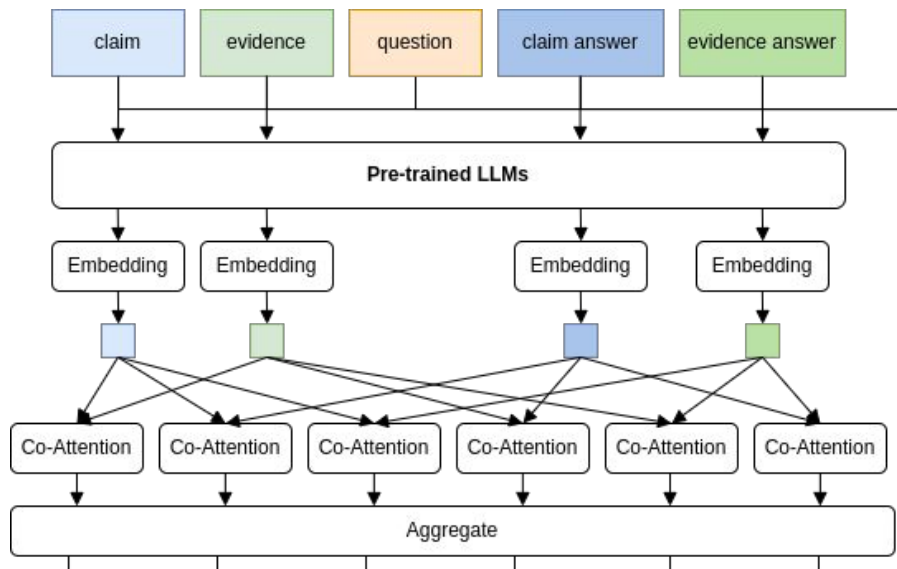 claim
evidence
question
claim answer
evidence answer
Pre-trained LLMs
Embedding
Embedding
Embedding
Embedding
Co-Attention
Co-Attention
Co-Attention
Co-Attention
Co-Attention
Co-Attention
Aggregate